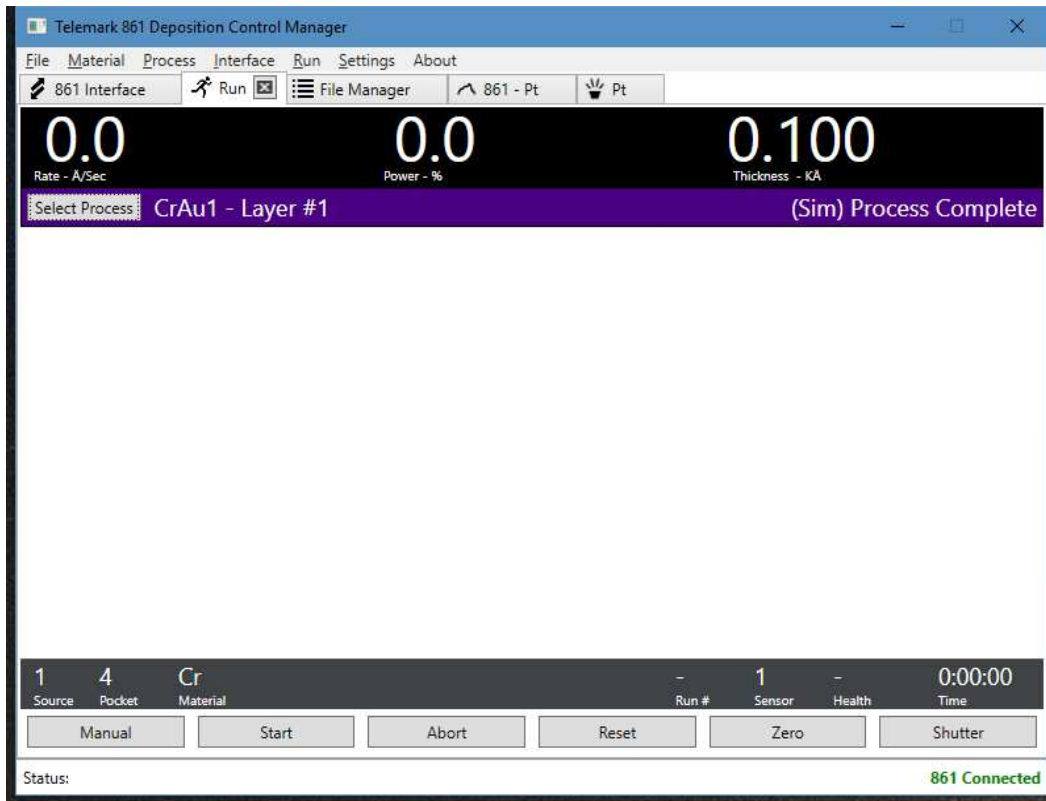 Telemark 861 Deposition Control Manager
File Material Process Interface Run Settings About
861 Interface Run File Manager 861 - Pt Pt
0.0 0.0 0.100
Rate - Å/Sec Power - % Thickness - KÅ
Select Process CrAu1 - Layer #1 (Sim) Process Complete
1 4 Cr - 1 - 0:00:00
Source Pocket Material Run # Sensor Health Time
Manual Start Abort Reset Zero Shutter
Status: 861 Connected